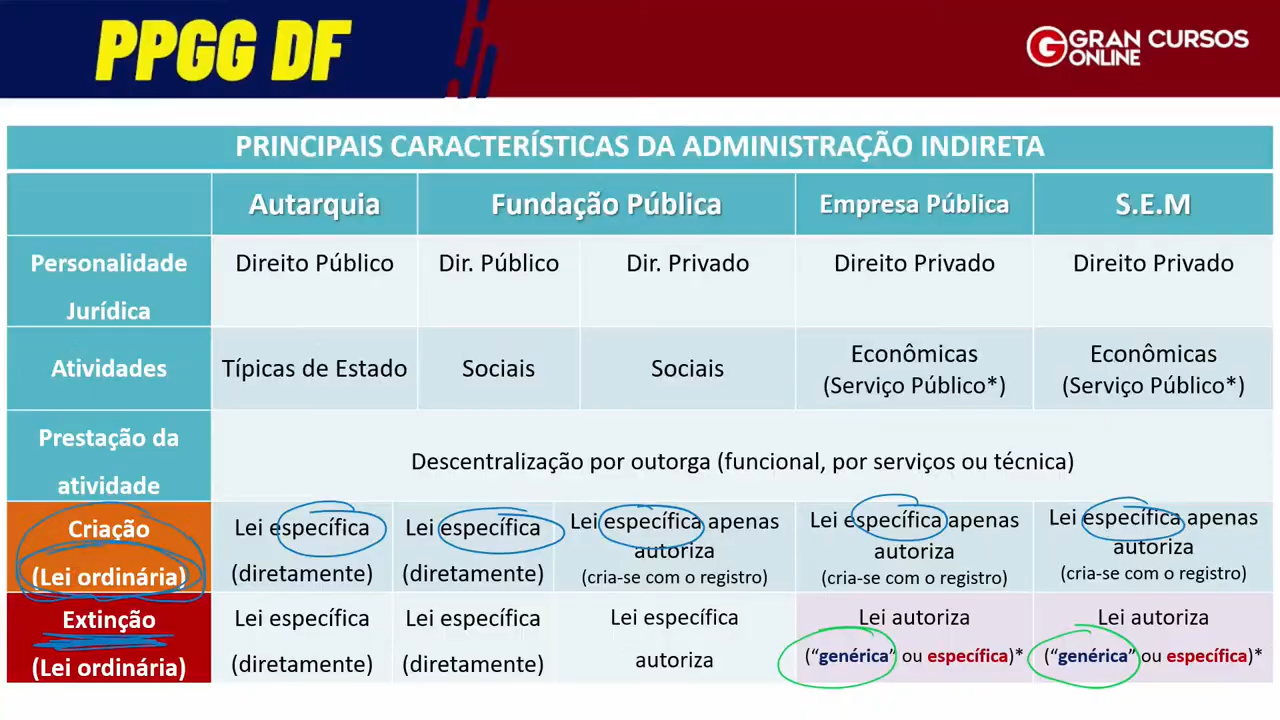 PPGG DF
GRAN CURSOS
ONLINE
PRINCIPAIS CARACTERÍSTICAS DA ADMINISTRAÇÃO INDIRETA
Autarquia
Fundação Pública
Empresa Pública
S.E.M
Personalidade
Jurídica
Direito Público
Dir. Público
Dir. Privado
Direito Privado
Direito Privado
Atividades
Típicas de Estado
Sociais
Sociais
Econômicas
(Serviço Público*)
Econômicas
(Serviço Público*)
Prestação da
atividade
Descentralização por outorga (funcional, por serviços ou técnica)
Criação
(Lei ordinária)
Lei específica
(diretamente)
Lei específica
(diretamente)
Lei específica apenas
autoriza
(cria-se com o registro)
Lei específica apenas
autoriza
(cria-se com o registro)
Lei específica apenas
autoriza
(cria-se com o registro)
Extinção
(Lei ordinária)
Lei específica
(diretamente)
Lei específica
(diretamente)
Lei específica
autoriza
Lei autoriza
("genérica" ou específica)*
Lei autoriza
("genérica" ou específica)*